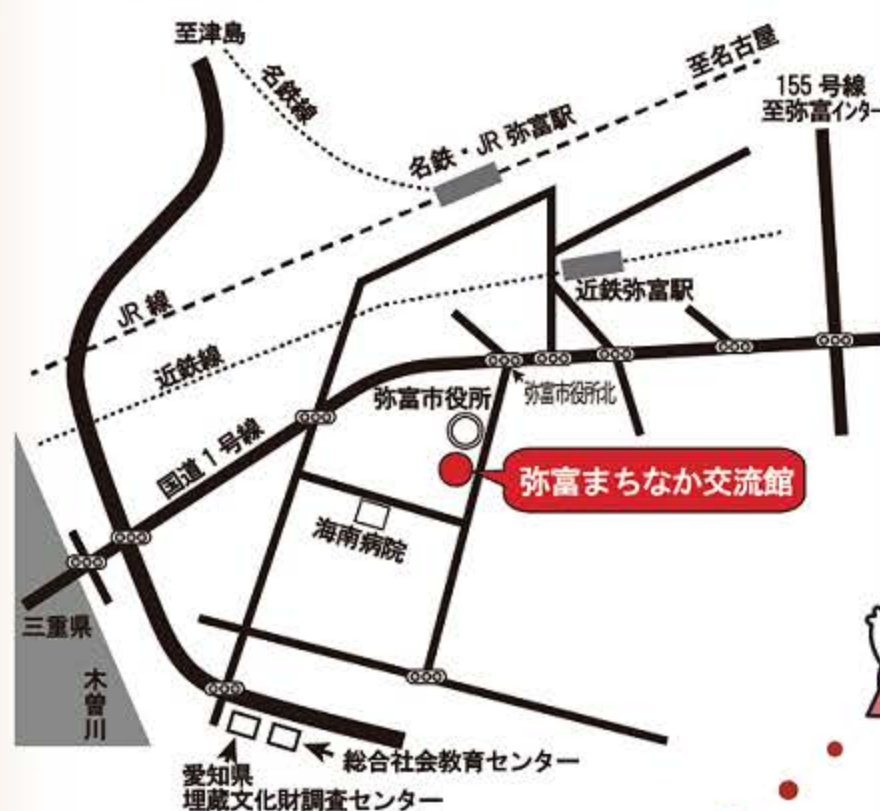 至津島
名鉄線
至名古屋
155号線
至弥富インター
名鉄・JR 弥富駅
JR 線
近鉄弥富駅
近鉄線
弥富市役所
弥富市役所北
国道1号線
弥富まちなか交流館
海南病院
三重県
木曽川
総合社会教育センター
愛知県
埋蔵文化財調査センター